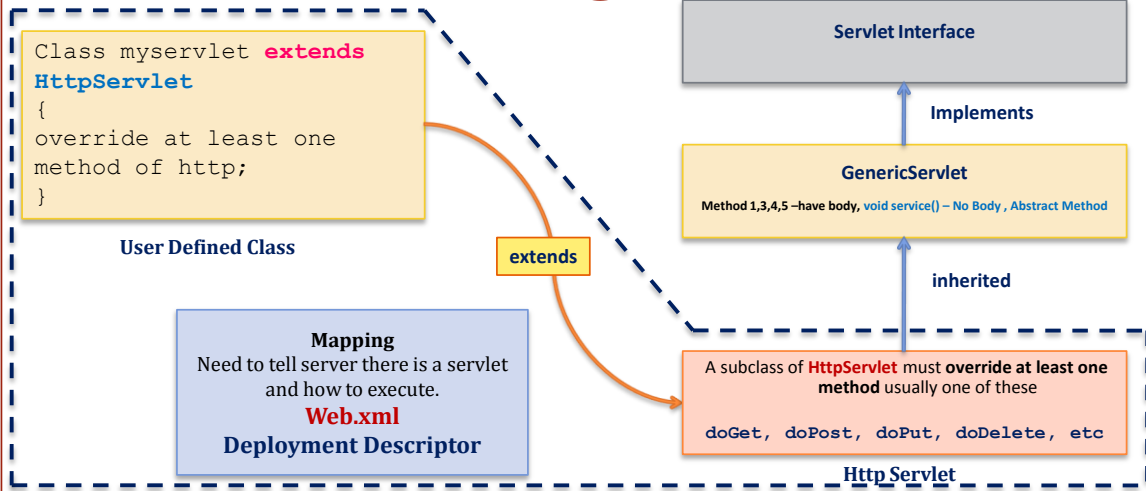 Class myservlet extends
HttpServlet
{
override at least one
method of http;
}
User Defined Class
extends
Mapping
Need to tell server there is a servlet
and how to execute.
Web.xml
Deployment Descriptor
Servlet Interface
Implements
GenericServlet
Method 1,3,4,5 –have body, void service() – No Body , Abstract Method
inherited
A subclass of HttpServlet must override at least one
method usually one of these
doGet, doPost, doPut, doDelete, etc
Http Servlet